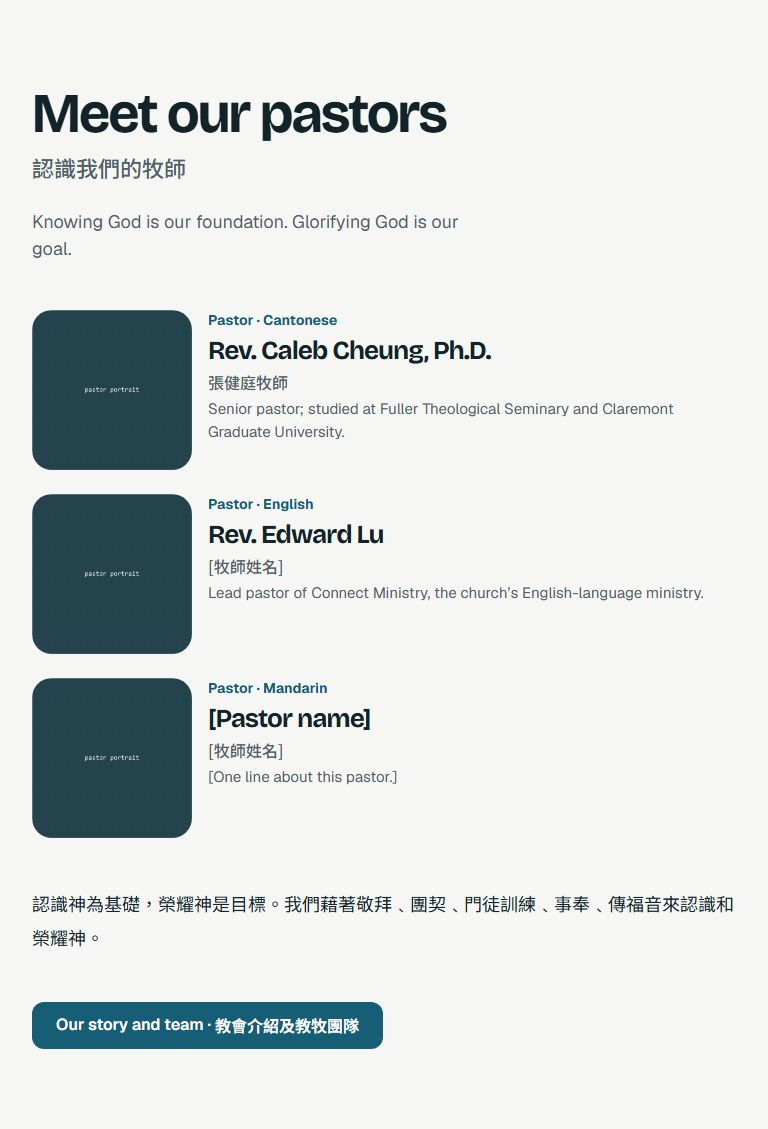 Meet our pastors
認識我們的牧師
Knowing God is our foundation. Glorifying God is our
goal.
pastor portrait
Pastor · Cantonese
Rev. Caleb Cheung, Ph.D.
張健庭牧師
Senior pastor; studied at Fuller Theological Seminary and Claremont
Graduate University.
pastor portrait
Pastor · English
Rev. Edward Lu
[牧師姓名]
Lead pastor of Connect Ministry, the church’s English-language ministry.
pastor portrait
Pastor · Mandarin
[Pastor name]
[牧師姓名]
[One line about this pastor.]
認識神為基礎，榮耀神是目標。我們藉著敬拜﹑團契﹑門徒訓練﹑事奉﹑傳福音來認識和
榮耀神。
Our story and team · 教會介紹及教牧團隊